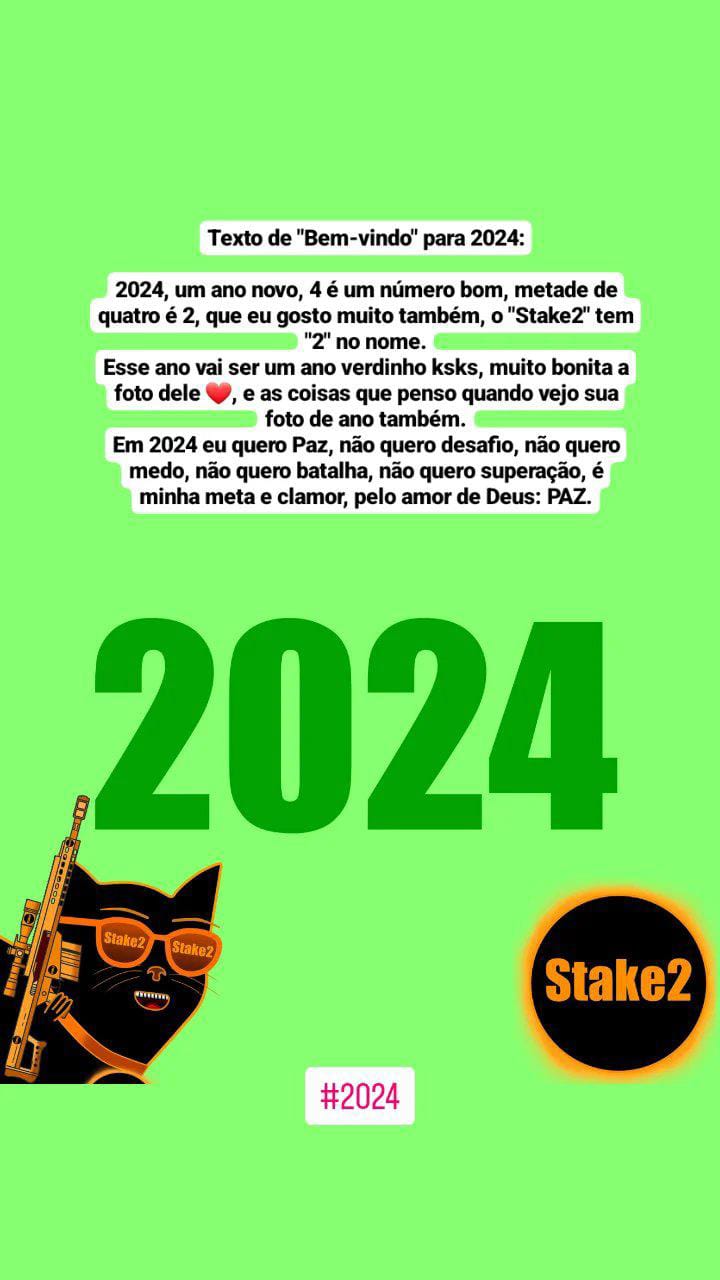 Texto de "Bem-vindo" para 2024:
2024, um ano novo, 4 é um número bom, metade de
quatro é 2, que eu gosto muito também, o "Stake2" tem
"2" no nome.
Esse ano vai ser um ano verdinho ksks, muito bonita a
foto dele ❤️, e as coisas que penso quando vejo sua
foto de ano também.
Em 2024 eu quero Paz, não quero desafio, não quero
medo, não quero batalha, não quero superação, é
minha meta e clamor, pelo amor de Deus: PAZ.
2024
Stake2
Stake2
Stake2
#2024